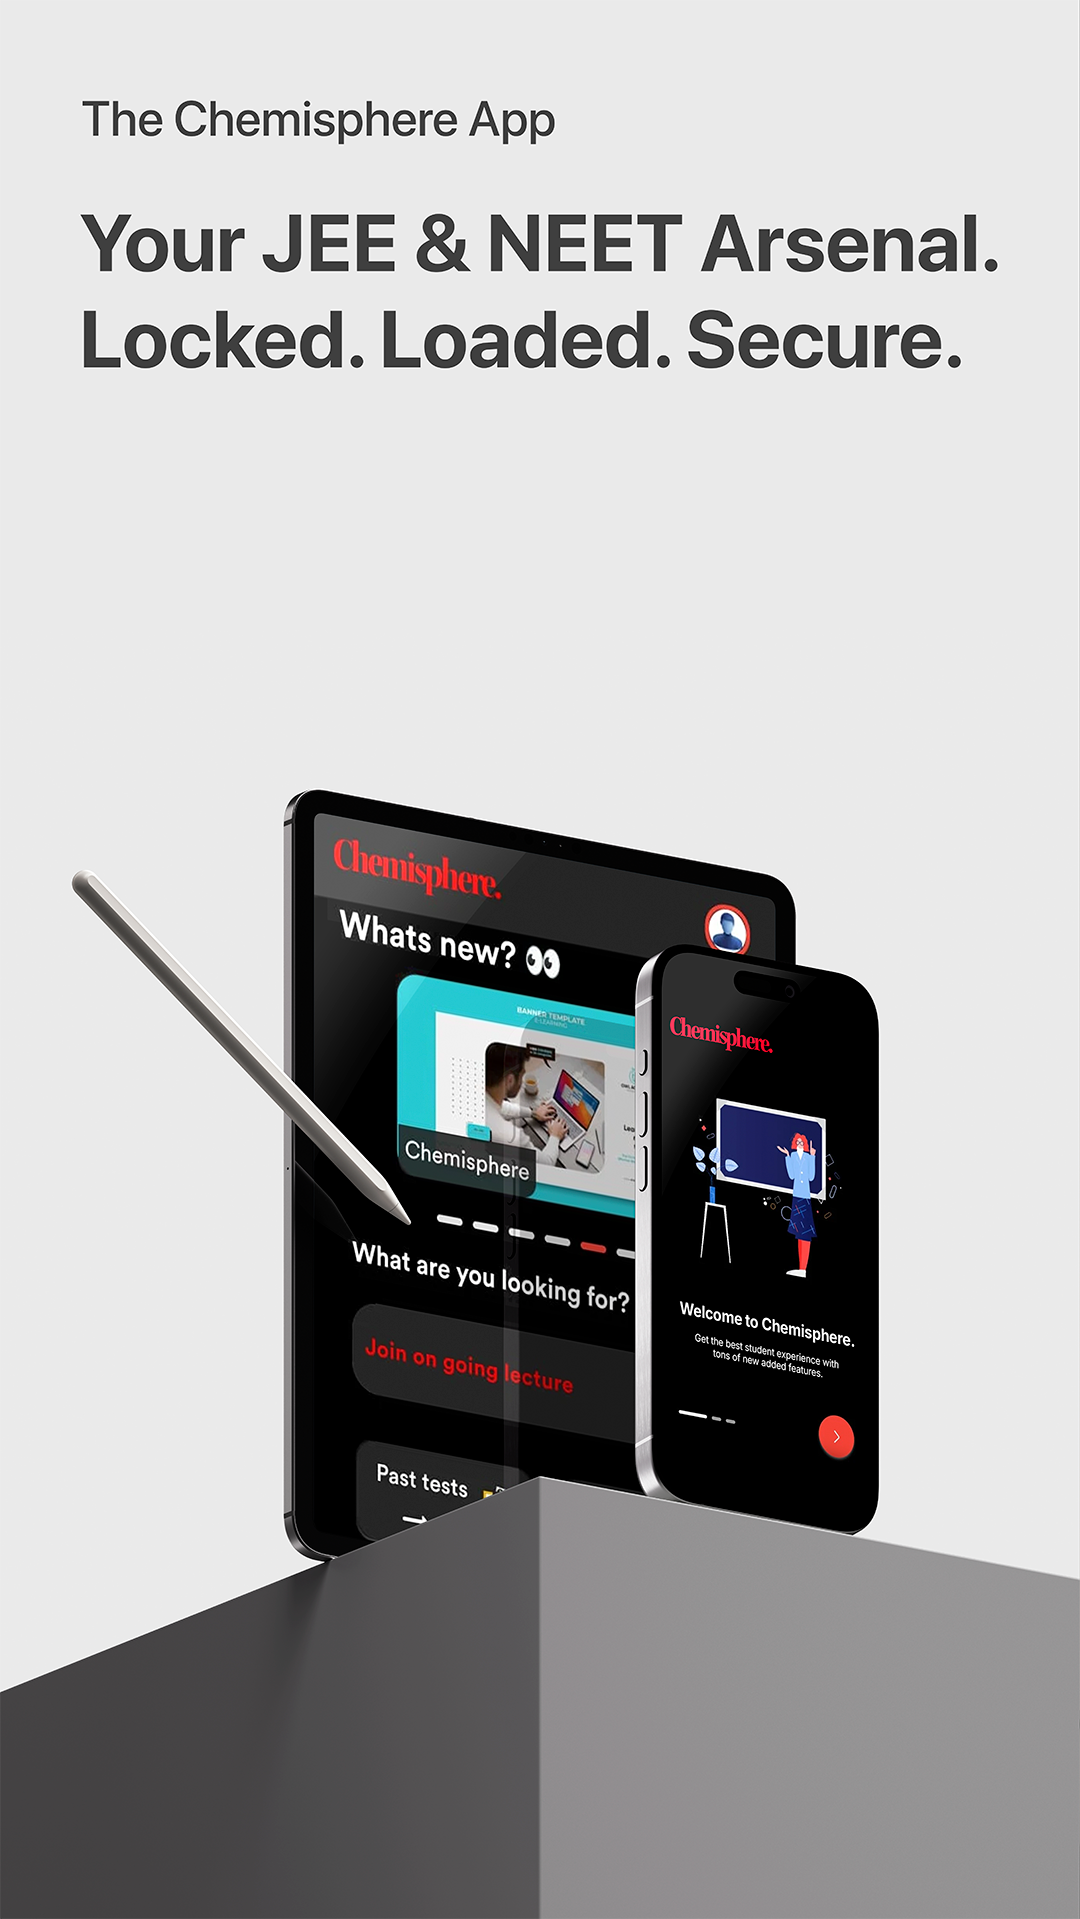 The Chemisphere App
Your JEE & NEET Arsenal.
Locked. Loaded. Secure.
Chemisphere.
Whats new? 👀
BANNER TEMPLATE
E-LEARNING
Chemisphere
What are you looking for?
Join on going lecture
Past tests
Chemisphere.
Welcome to Chemisphere.
Get the best student experience with
tons of new added features.